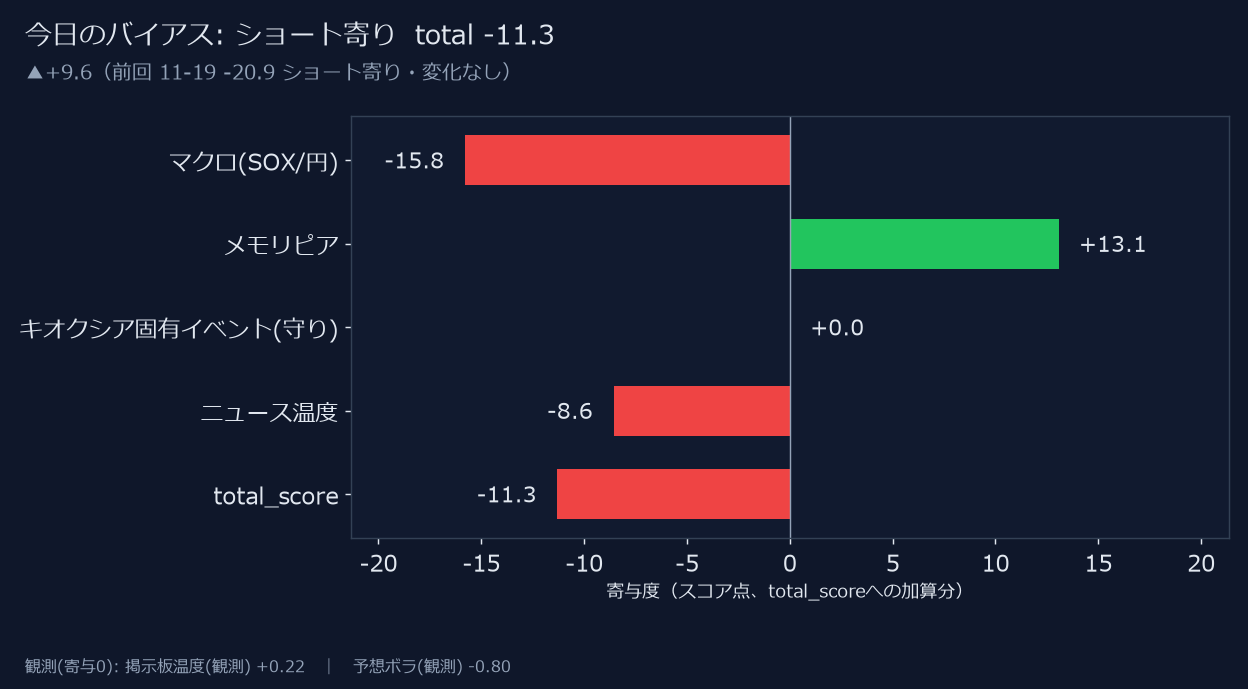 今日のバイアス: ショート寄り total -11.3
▲+9.6（前回 11-19 -20.9 ショート寄り・変化なし）
マクロ(SOX/円) -15.8
メモリピア +13.1
キオクシア固有イベント(守り) +0.0
ニュース温度 -8.6
total_score -11.3
-20 -15 -10 -5 0 5 10 15 20
寄与度（スコア点、total_scoreへの加算分）
観測(寄与0): 掲示板温度(観測) +0.22 | 予想ボラ(観測) -0.80